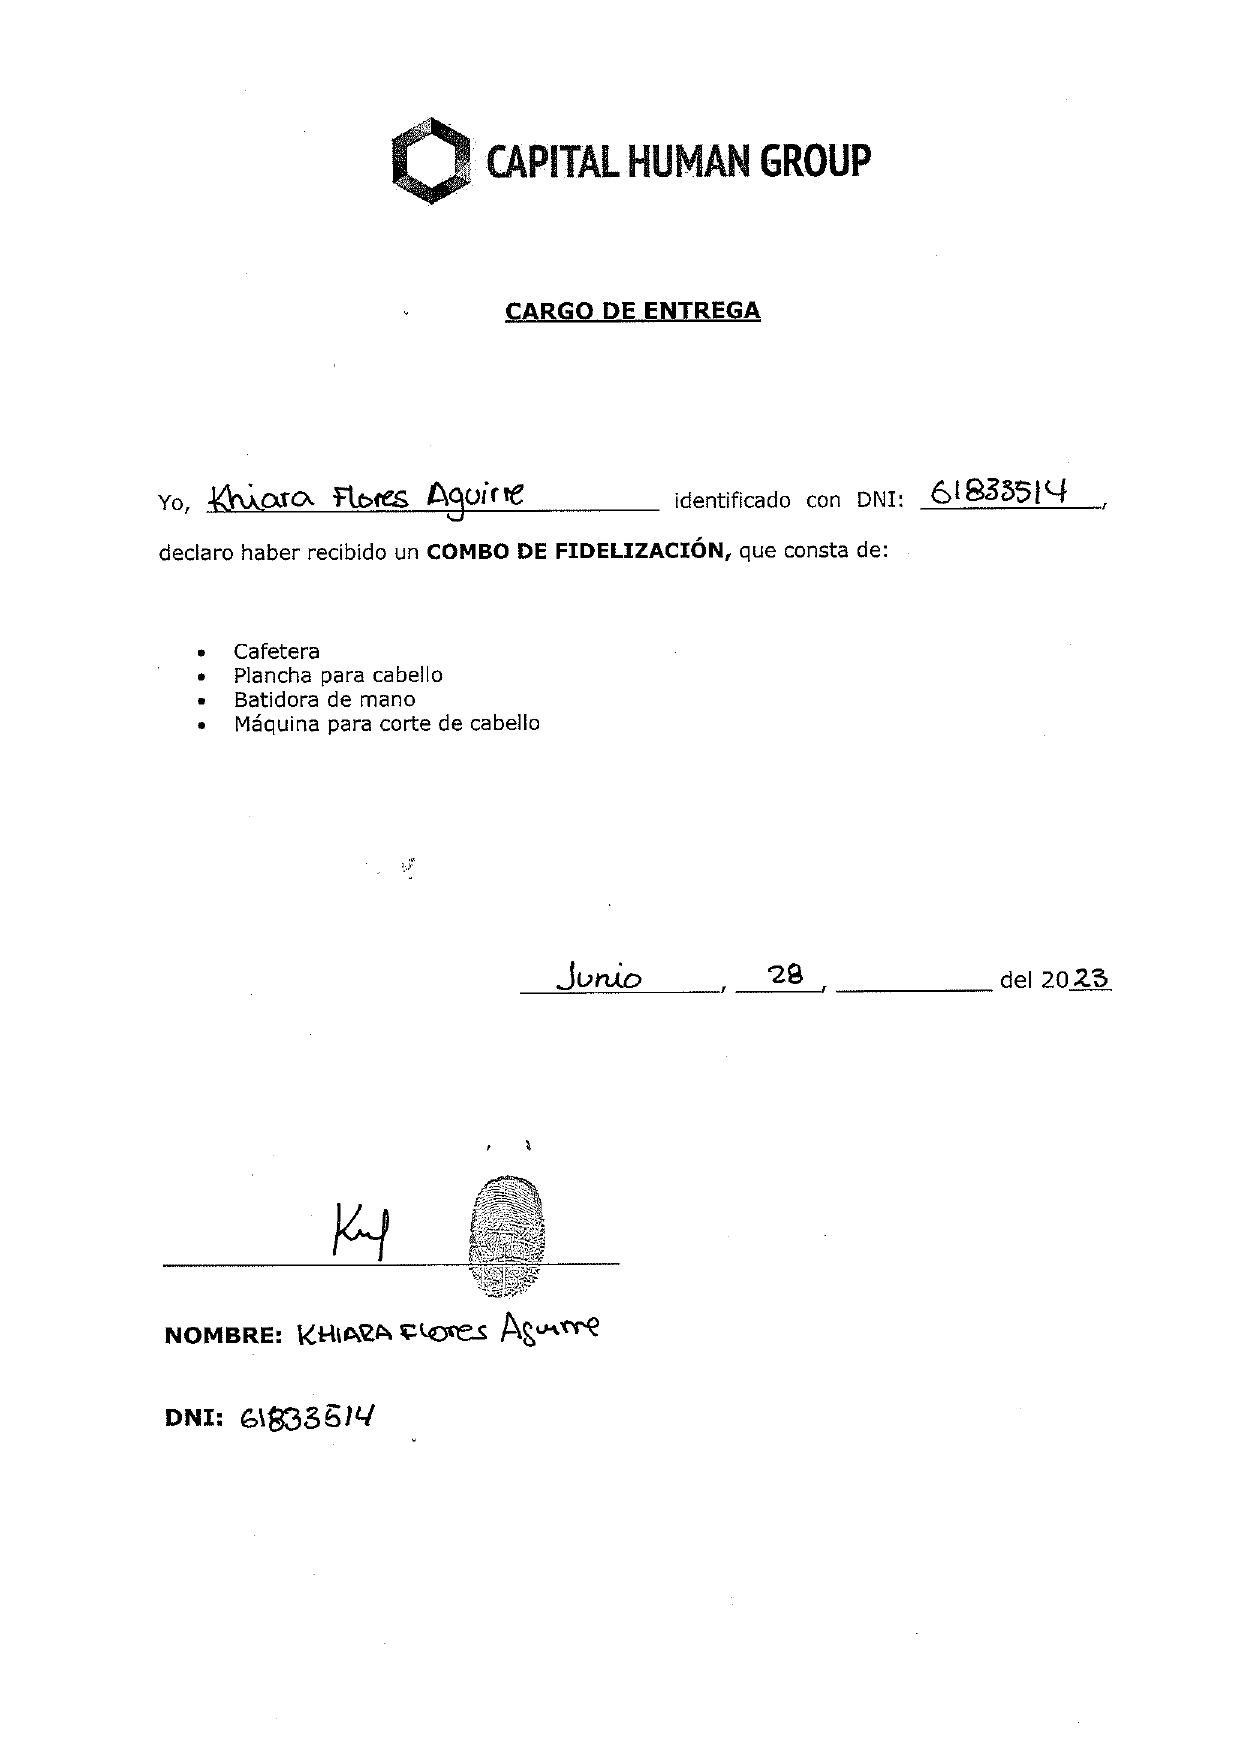 CAPITAL HUMAN GROUP
CARGO DE ENTREGA
Yo, Khiara Flores Aguirre identificado con DNI: 61833514,
declaro haber recibido un COMBO DE FIDELIZACIÓN, que consta de:
• Cafetera
• Plancha para cabello
• Batidora de mano
• Máquina para corte de cabello
Junio, 28, del 2023
NOMBRE: KHIARA Flores Aguirre
DNI: 61833514